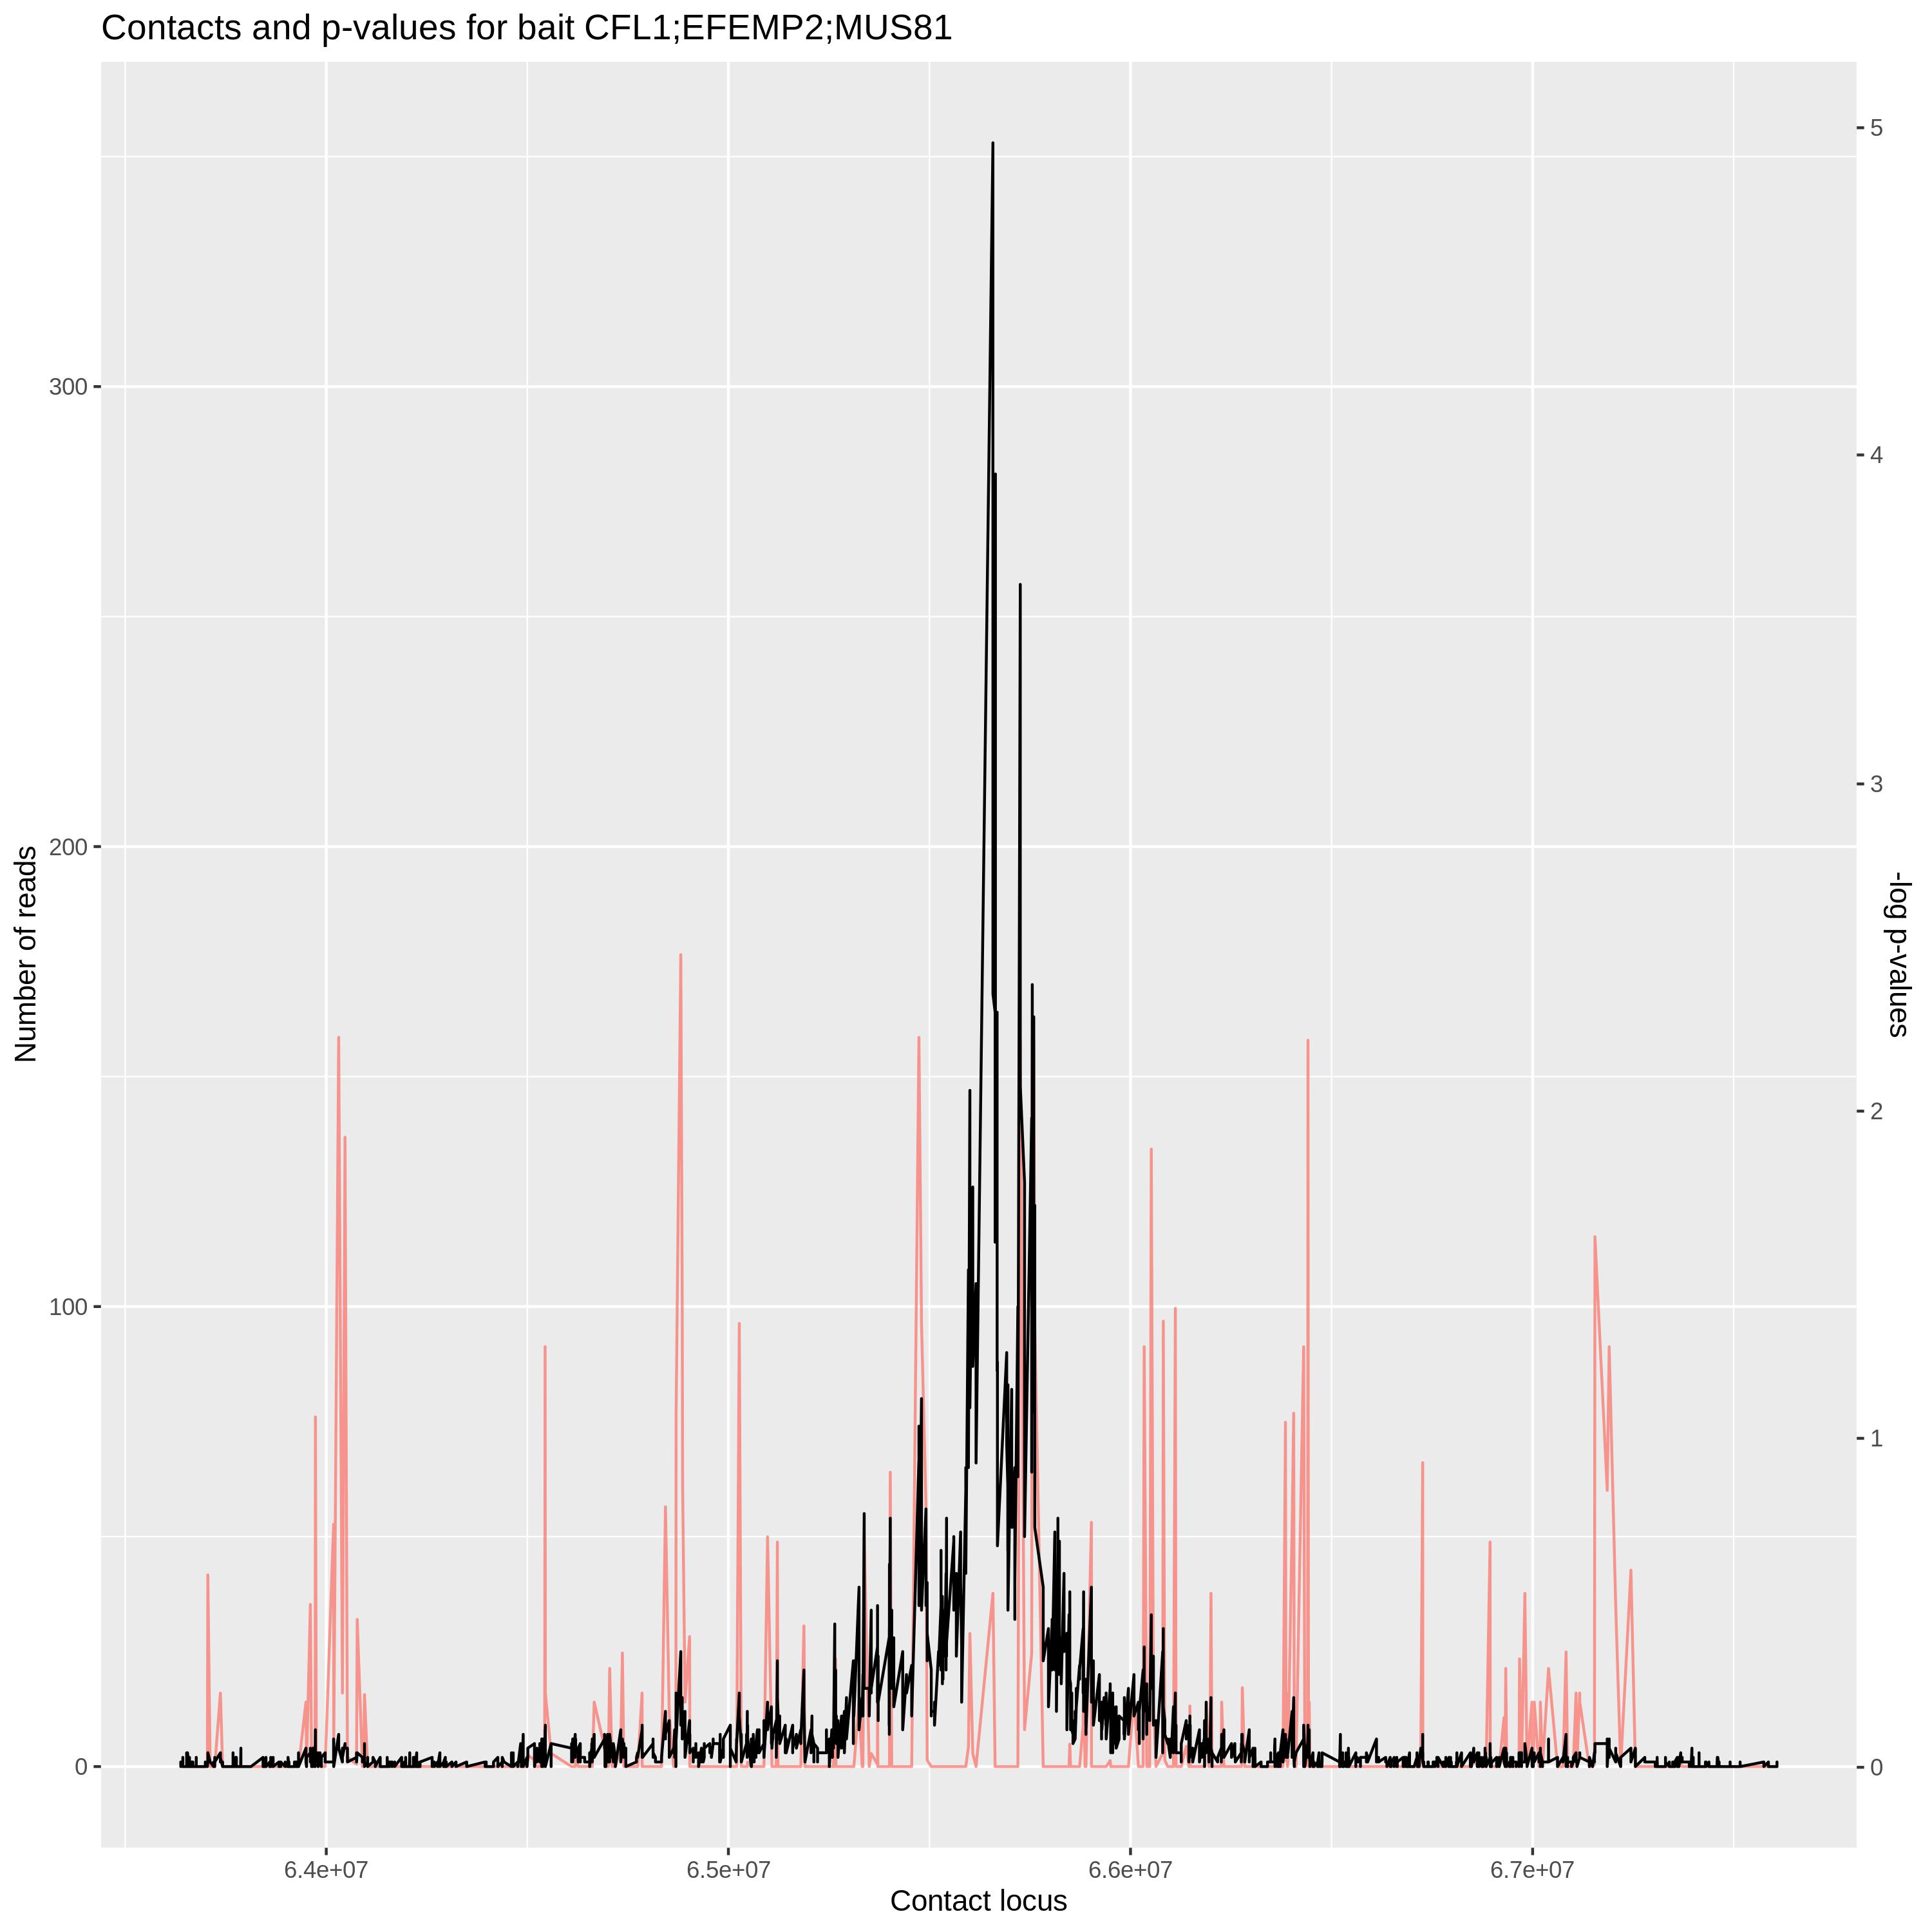 Contacts and p-values for bait CFL1;EFEMP2;MUS81
Number of reads
300
200
100
0
5
4
3
2
1
0
-log p-values
6.4e+07
6.5e+07
6.6e+07
6.7e+07
Contact locus